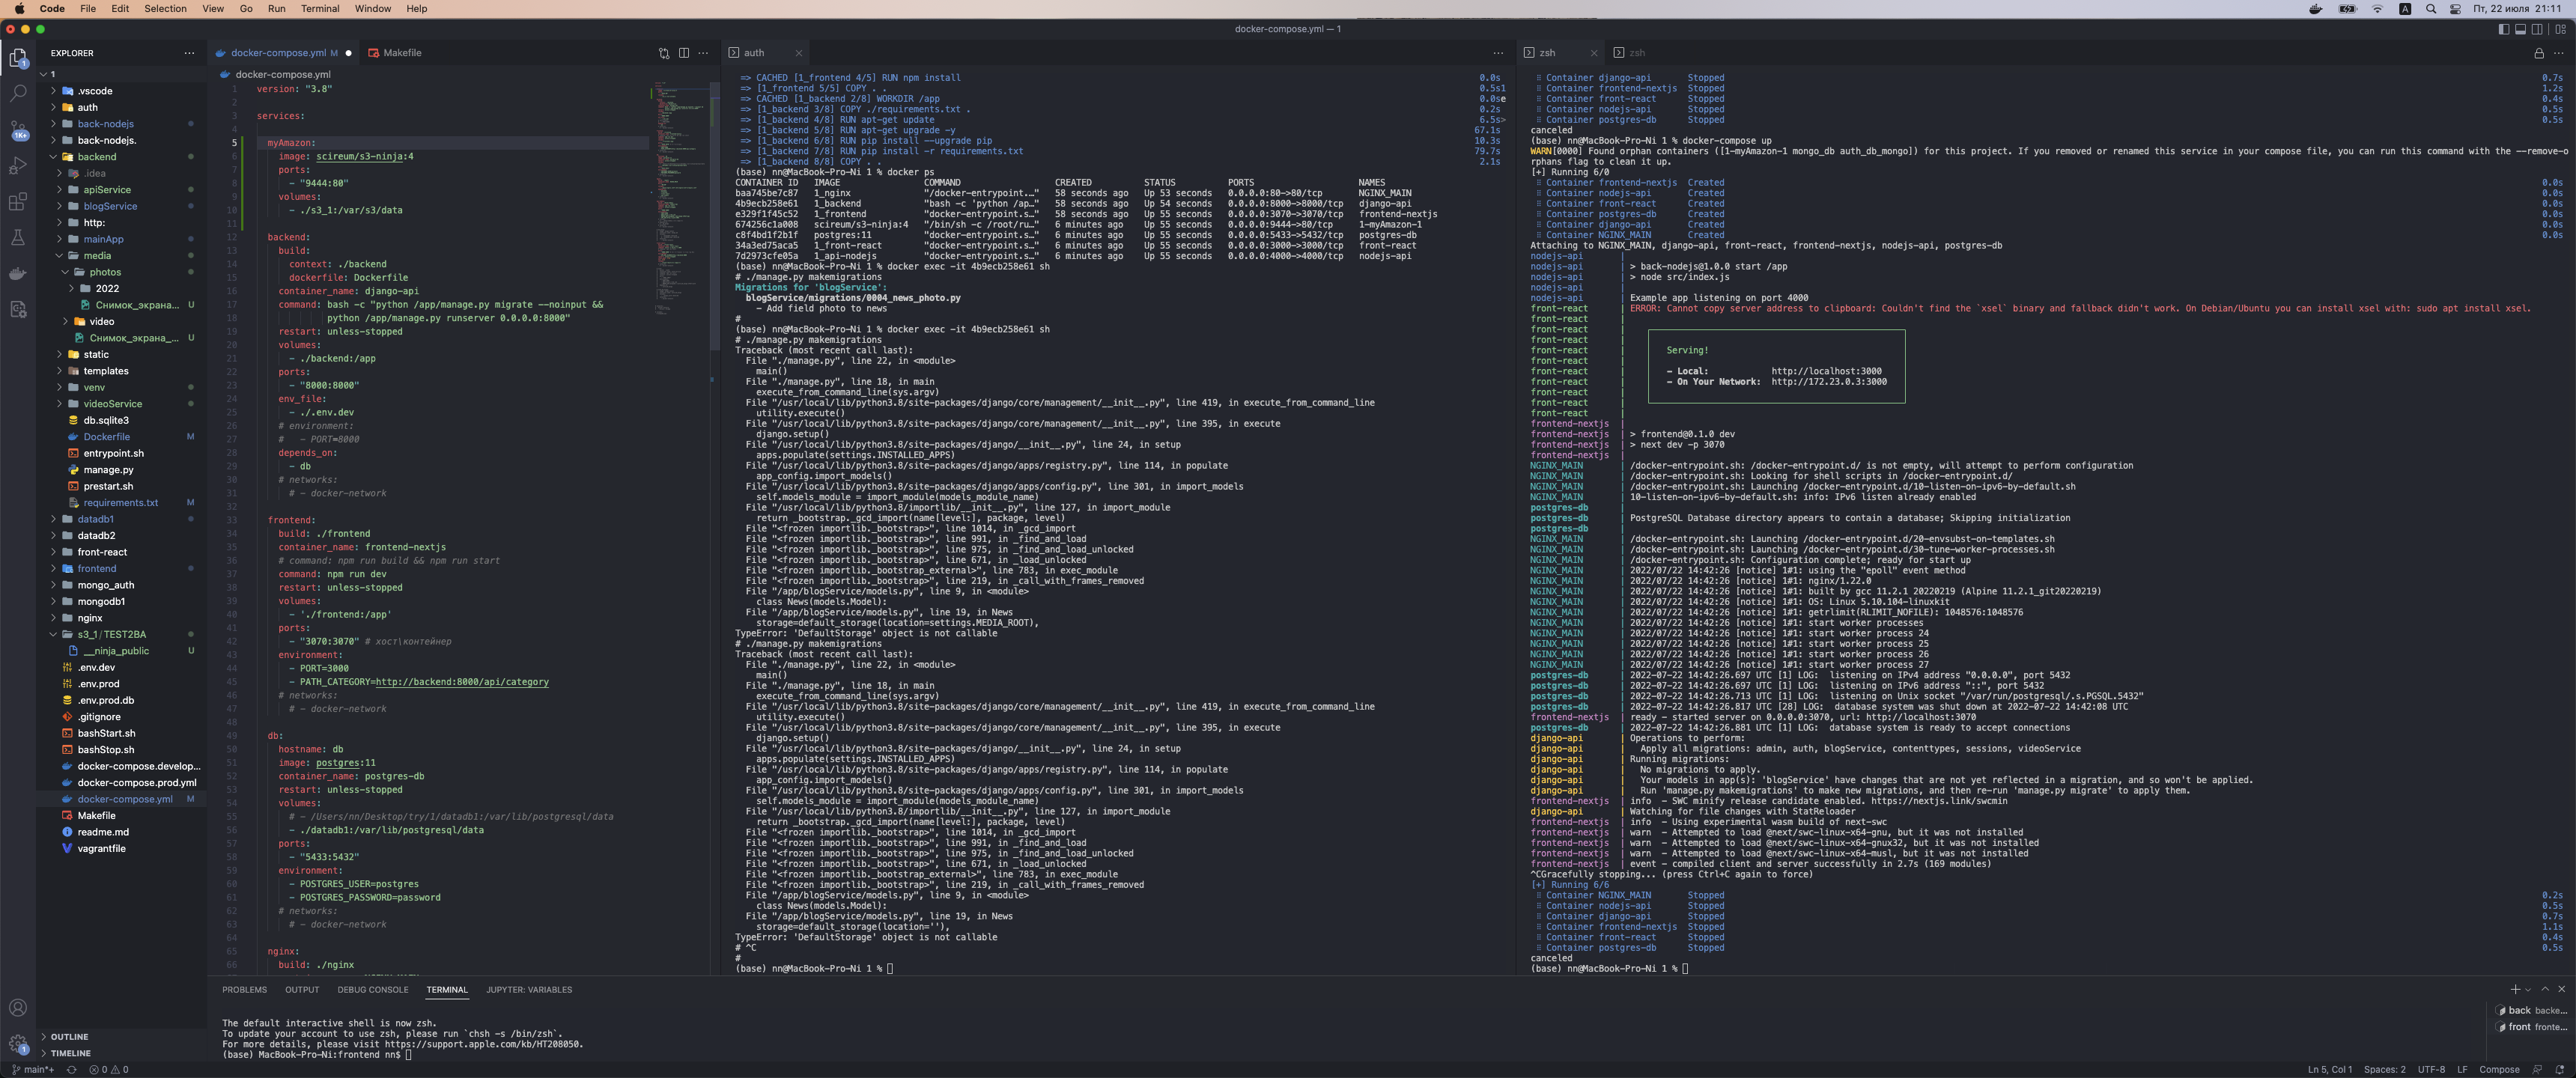 Code File Edit Selection View Go Run Terminal Window Help
A Пт, 22 июля 21:11
docker-compose.yml — 1
EXPLORER
1
.vscode
auth
back-nodejs
back-nodejs.
backend
.idea
apiService
blogService
http:
mainApp
media
photos
2022
Снимок_экрана... U
video
Снимок_экрана_... U
static
templates
venv
videoService
db.sqlite3
Dockerfile M
entrypoint.sh
manage.py
prestart.sh
requirements.txt M
datadb1
datadb2
front-react
frontend
mongo_auth
mongodb1
nginx
s3_1 / TEST2BA
__ninja_public U
.env.dev
.env.prod
.env.prod.db
.gitignore
bashStart.sh
bashStop.sh
docker-compose.develop...
docker-compose.prod.yml
docker-compose.yml M
Makefile
readme.md
vagrantfile
OUTLINE
TIMELINE
docker-compose.yml M Makefile
docker-compose.yml
1 version: "3.8"
2
3 services:
4
5 myAmazon:
6 image: scireum/s3-ninja:4
7 ports:
8 - "9444:80"
9 volumes:
10 - ./s3_1:/var/s3/data
11
12 backend:
13 build:
14 context: ./backend
15 dockerfile: Dockerfile
16 container_name: django-api
17 command: bash -c "python /app/manage.py migrate --noinput &&
18 python /app/manage.py runserver 0.0.0.0:8000"
19 restart: unless-stopped
20 volumes:
21 - ./backend:/app
22 ports:
23 - "8000:8000"
24 env_file:
25 - ./.env.dev
26 # environment:
27 # - PORT=8000
28 depends_on:
29 - db
30 # networks:
31 # - docker-network
32
33 frontend:
34 build: ./frontend
35 container_name: frontend-nextjs
36 # command: npm run build && npm run start
37 command: npm run dev
38 restart: unless-stopped
39 volumes:
40 - './frontend:/app'
41 ports:
42 - "3070:3070" # хост\контейнер
43 environment:
44 - PORT=3000
45 - PATH_CATEGORY=http://backend:8000/api/category
46 # networks:
47 # - docker-network
48
49 db:
50 hostname: db
51 image: postgres:11
52 container_name: postgres-db
53 restart: unless-stopped
54 volumes:
55 # - /Users/nn/Desktop/try/1/datadb1:/var/lib/postgresql/data
56 - ./datadb1:/var/lib/postgresql/data
57 ports:
58 - "5433:5432"
59 environment:
60 - POSTGRES_USER=postgres
61 - POSTGRES_PASSWORD=password
62 # networks:
63 # - docker-network
64
65 nginx:
66 build: ./nginx
auth
=> CACHED [1_frontend 4/5] RUN npm install 0.0s
=> [1_frontend 5/5] COPY . . 0.5s1
=> CACHED [1_backend 2/8] WORKDIR /app 0.0se
=> [1_backend 3/8] COPY ./requirements.txt . 0.2s
=> [1_backend 4/8] RUN apt-get update 6.5s>
=> [1_backend 5/8] RUN apt-get upgrade -y 67.1s
=> [1_backend 6/8] RUN pip install --upgrade pip 10.3s
=> [1_backend 7/8] RUN pip install -r requirements.txt 79.7s
=> [1_backend 8/8] COPY . . 2.1s
(base) nn@MacBook-Pro-Ni 1 % docker ps
CONTAINER ID IMAGE COMMAND CREATED STATUS PORTS NAMES
baa745be7c87 1_nginx "/docker-entrypoint.…" 58 seconds ago Up 53 seconds 0.0.0.0:80->80/tcp NGINX_MAIN
4b9ecb258e61 1_backend "bash -c 'python /ap…" 58 seconds ago Up 54 seconds 0.0.0.0:8000->8000/tcp django-api
e329f1f45c52 1_frontend "docker-entrypoint.s…" 58 seconds ago Up 55 seconds 0.0.0.0:3070->3070/tcp frontend-nextjs
674256c1a008 scireum/s3-ninja:4 "/bin/sh -c /root/ru…" 6 minutes ago Up 55 seconds 0.0.0.0:9444->80/tcp 1-myAmazon-1
c8f4bd1f2b1f postgres:11 "docker-entrypoint.s…" 6 minutes ago Up 55 seconds 0.0.0.0:5433->5432/tcp postgres-db
34a3ed75aca5 1_front-react "docker-entrypoint.s…" 6 minutes ago Up 55 seconds 0.0.0.0:3000->3000/tcp front-react
7d2973cfe05a 1_api-nodejs "docker-entrypoint.s…" 6 minutes ago Up 55 seconds 0.0.0.0:4000->4000/tcp nodejs-api
(base) nn@MacBook-Pro-Ni 1 % docker exec -it 4b9ecb258e61 sh
# ./manage.py makemigrations
Migrations for 'blogService':
blogService/migrations/0004_news_photo.py
- Add field photo to news
#
(base) nn@MacBook-Pro-Ni 1 % docker exec -it 4b9ecb258e61 sh
# ./manage.py makemigrations
Traceback (most recent call last):
File "./manage.py", line 22, in <module>
main()
File "./manage.py", line 18, in main
execute_from_command_line(sys.argv)
File "/usr/local/lib/python3.8/site-packages/django/core/management/__init__.py", line 419, in execute_from_command_line
utility.execute()
File "/usr/local/lib/python3.8/site-packages/django/core/management/__init__.py", line 395, in execute
django.setup()
File "/usr/local/lib/python3.8/site-packages/django/__init__.py", line 24, in setup
apps.populate(settings.INSTALLED_APPS)
File "/usr/local/lib/python3.8/site-packages/django/apps/registry.py", line 114, in populate
app_config.import_models()
File "/usr/local/lib/python3.8/site-packages/django/apps/config.py", line 301, in import_models
self.models_module = import_module(models_module_name)
File "/usr/local/lib/python3.8/importlib/__init__.py", line 127, in import_module
return _bootstrap._gcd_import(name[level:], package, level)
File "<frozen importlib._bootstrap>", line 1014, in _gcd_import
File "<frozen importlib._bootstrap>", line 991, in _find_and_load
File "<frozen importlib._bootstrap>", line 975, in _find_and_load_unlocked
File "<frozen importlib._bootstrap>", line 671, in _load_unlocked
File "<frozen importlib._bootstrap_external>", line 783, in exec_module
File "<frozen importlib._bootstrap>", line 219, in _call_with_frames_removed
File "/app/blogService/models.py", line 9, in <module>
class News(models.Model):
File "/app/blogService/models.py", line 19, in News
storage=default_storage(location=settings.MEDIA_ROOT),
TypeError: 'DefaultStorage' object is not callable
# ./manage.py makemigrations
Traceback (most recent call last):
File "./manage.py", line 22, in <module>
main()
File "./manage.py", line 18, in main
execute_from_command_line(sys.argv)
File "/usr/local/lib/python3.8/site-packages/django/core/management/__init__.py", line 419, in execute_from_command_line
utility.execute()
File "/usr/local/lib/python3.8/site-packages/django/core/management/__init__.py", line 395, in execute
django.setup()
File "/usr/local/lib/python3.8/site-packages/django/__init__.py", line 24, in setup
apps.populate(settings.INSTALLED_APPS)
File "/usr/local/lib/python3.8/site-packages/django/apps/registry.py", line 114, in populate
app_config.import_models()
File "/usr/local/lib/python3.8/site-packages/django/apps/config.py", line 301, in import_models
self.models_module = import_module(models_module_name)
File "/usr/local/lib/python3.8/importlib/__init__.py", line 127, in import_module
return _bootstrap._gcd_import(name[level:], package, level)
File "<frozen importlib._bootstrap>", line 1014, in _gcd_import
File "<frozen importlib._bootstrap>", line 991, in _find_and_load
File "<frozen importlib._bootstrap>", line 975, in _find_and_load_unlocked
File "<frozen importlib._bootstrap>", line 671, in _load_unlocked
File "<frozen importlib._bootstrap_external>", line 783, in exec_module
File "<frozen importlib._bootstrap>", line 219, in _call_with_frames_removed
File "/app/blogService/models.py", line 9, in <module>
class News(models.Model):
File "/app/blogService/models.py", line 19, in News
storage=default_storage(location=''),
TypeError: 'DefaultStorage' object is not callable
# ^C
#
(base) nn@MacBook-Pro-Ni 1 %
zsh zsh
Container django-api Stopped 0.7s
Container frontend-nextjs Stopped 1.2s
Container front-react Stopped 0.4s
Container nodejs-api Stopped 0.5s
Container postgres-db Stopped 0.5s
canceled
(base) nn@MacBook-Pro-Ni 1 % docker-compose up
WARN[0000] Found orphan containers ([1-myAmazon-1 mongo_db auth_db_mongo]) for this project. If you removed or renamed this service in your compose file, you can run this command with the --remove-o
rphans flag to clean it up.
[+] Running 6/0
Container frontend-nextjs Created 0.0s
Container nodejs-api Created 0.0s
Container front-react Created 0.0s
Container postgres-db Created 0.0s
Container django-api Created 0.0s
Container NGINX_MAIN Created 0.0s
Attaching to NGINX_MAIN, django-api, front-react, frontend-nextjs, nodejs-api, postgres-db
nodejs-api |
nodejs-api | > back-nodejs@1.0.0 start /app
nodejs-api | > node src/index.js
nodejs-api |
nodejs-api | Example app listening on port 4000
front-react | ERROR: Cannot copy server address to clipboard: Couldn't find the `xsel` binary and fallback didn't work. On Debian/Ubuntu you can install xsel with: sudo apt install xsel.
front-react |
front-react |
front-react |
front-react | Serving!
front-react |
front-react | - Local: http://localhost:3000
front-react | - On Your Network: http://172.23.0.3:3000
front-react |
front-react |
front-react |
frontend-nextjs |
frontend-nextjs | > frontend@0.1.0 dev
frontend-nextjs | > next dev -p 3070
frontend-nextjs |
NGINX_MAIN | /docker-entrypoint.sh: /docker-entrypoint.d/ is not empty, will attempt to perform configuration
NGINX_MAIN | /docker-entrypoint.sh: Looking for shell scripts in /docker-entrypoint.d/
NGINX_MAIN | /docker-entrypoint.sh: Launching /docker-entrypoint.d/10-listen-on-ipv6-by-default.sh
NGINX_MAIN | 10-listen-on-ipv6-by-default.sh: info: IPv6 listen already enabled
postgres-db |
postgres-db | PostgreSQL Database directory appears to contain a database; Skipping initialization
postgres-db |
NGINX_MAIN | /docker-entrypoint.sh: Launching /docker-entrypoint.d/20-envsubst-on-templates.sh
NGINX_MAIN | /docker-entrypoint.sh: Launching /docker-entrypoint.d/30-tune-worker-processes.sh
NGINX_MAIN | /docker-entrypoint.sh: Configuration complete; ready for start up
NGINX_MAIN | 2022/07/22 14:42:26 [notice] 1#1: using the "epoll" event method
NGINX_MAIN | 2022/07/22 14:42:26 [notice] 1#1: nginx/1.22.0
NGINX_MAIN | 2022/07/22 14:42:26 [notice] 1#1: built by gcc 11.2.1 20220219 (Alpine 11.2.1_git20220219)
NGINX_MAIN | 2022/07/22 14:42:26 [notice] 1#1: OS: Linux 5.10.104-linuxkit
NGINX_MAIN | 2022/07/22 14:42:26 [notice] 1#1: getrlimit(RLIMIT_NOFILE): 1048576:1048576
NGINX_MAIN | 2022/07/22 14:42:26 [notice] 1#1: start worker processes
NGINX_MAIN | 2022/07/22 14:42:26 [notice] 1#1: start worker process 24
NGINX_MAIN | 2022/07/22 14:42:26 [notice] 1#1: start worker process 25
NGINX_MAIN | 2022/07/22 14:42:26 [notice] 1#1: start worker process 26
NGINX_MAIN | 2022/07/22 14:42:26 [notice] 1#1: start worker process 27
postgres-db | 2022-07-22 14:42:26.697 UTC [1] LOG: listening on IPv4 address "0.0.0.0", port 5432
postgres-db | 2022-07-22 14:42:26.697 UTC [1] LOG: listening on IPv6 address "::", port 5432
postgres-db | 2022-07-22 14:42:26.713 UTC [1] LOG: listening on Unix socket "/var/run/postgresql/.s.PGSQL.5432"
postgres-db | 2022-07-22 14:42:26.817 UTC [28] LOG: database system was shut down at 2022-07-22 14:42:08 UTC
frontend-nextjs | ready - started server on 0.0.0.0:3070, url: http://localhost:3070
postgres-db | 2022-07-22 14:42:26.881 UTC [1] LOG: database system is ready to accept connections
django-api | Operations to perform:
django-api | Apply all migrations: admin, auth, blogService, contenttypes, sessions, videoService
django-api | Running migrations:
django-api | No migrations to apply.
django-api | Your models in app(s): 'blogService' have changes that are not yet reflected in a migration, and so won't be applied.
django-api | Run 'manage.py makemigrations' to make new migrations, and then re-run 'manage.py migrate' to apply them.
frontend-nextjs | info - SWC minify release candidate enabled. https://nextjs.link/swcmin
django-api | Watching for file changes with StatReloader
frontend-nextjs | info - Using experimental wasm build of next-swc
frontend-nextjs | warn - Attempted to load @next/swc-linux-x64-gnu, but it was not installed
frontend-nextjs | warn - Attempted to load @next/swc-linux-x64-gnux32, but it was not installed
frontend-nextjs | warn - Attempted to load @next/swc-linux-x64-musl, but it was not installed
frontend-nextjs | event - compiled client and server successfully in 2.7s (169 modules)
^CGracefully stopping... (press Ctrl+C again to force)
[+] Running 6/6
Container NGINX_MAIN Stopped 0.2s
Container nodejs-api Stopped 0.5s
Container django-api Stopped 0.7s
Container frontend-nextjs Stopped 1.1s
Container front-react Stopped 0.4s
Container postgres-db Stopped 0.5s
canceled
(base) nn@MacBook-Pro-Ni 1 %
PROBLEMS OUTPUT DEBUG CONSOLE TERMINAL JUPYTER: VARIABLES
The default interactive shell is now zsh.
To update your account to use zsh, please run `chsh -s /bin/zsh`.
For more details, please visit https://support.apple.com/kb/HT208050.
(base) MacBook-Pro-Ni:frontend nn$
back backe...
front fronte...
main*+ 0 0
Ln 5, Col 1 Spaces: 2 UTF-8 LF Compose